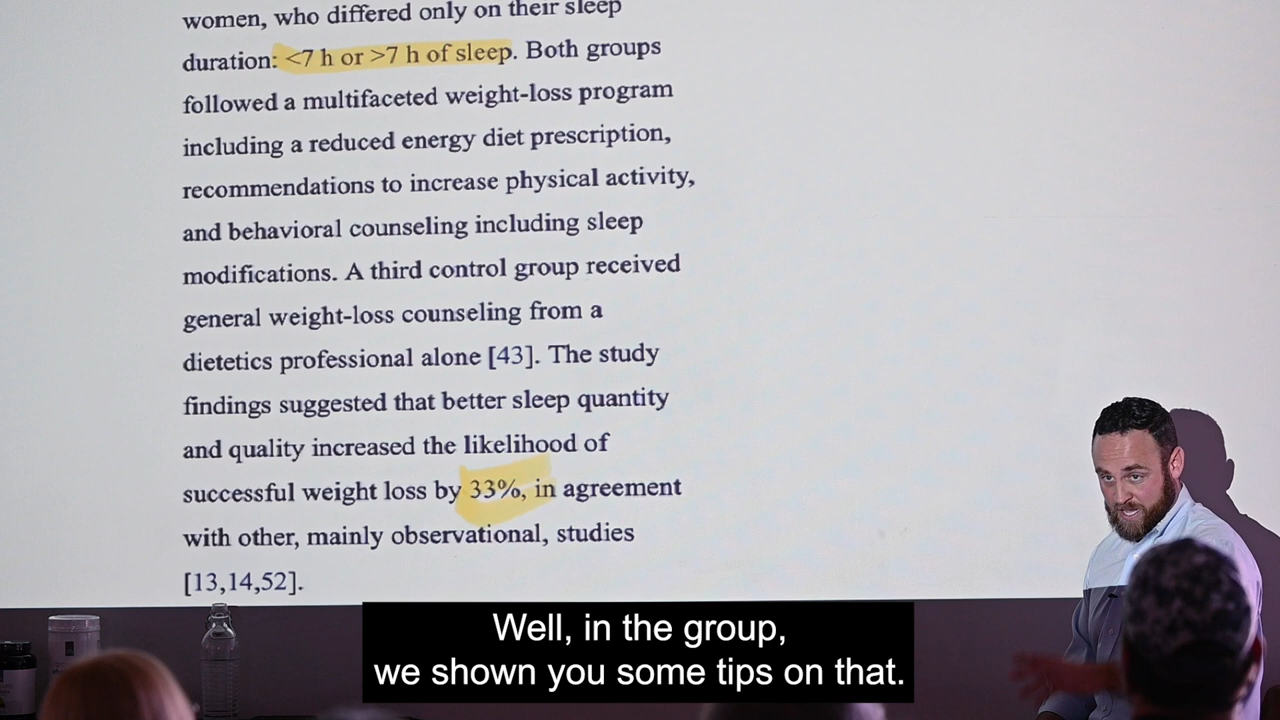 women, who differed only on their sleep
duration: <7 h or >7 h of sleep. Both groups
followed a multifaceted weight-loss program
including a reduced energy diet prescription,
recommendations to increase physical activity,
and behavioral counseling including sleep
modifications. A third control group received
general weight-loss counseling from a
dietetics professional alone [43]. The study
findings suggested that better sleep quantity
and quality increased the likelihood of
successful weight loss by 33%, in agreement
with other, mainly observational, studies
[13,14,52].
Well, in the group,
we shown you some tips on that.